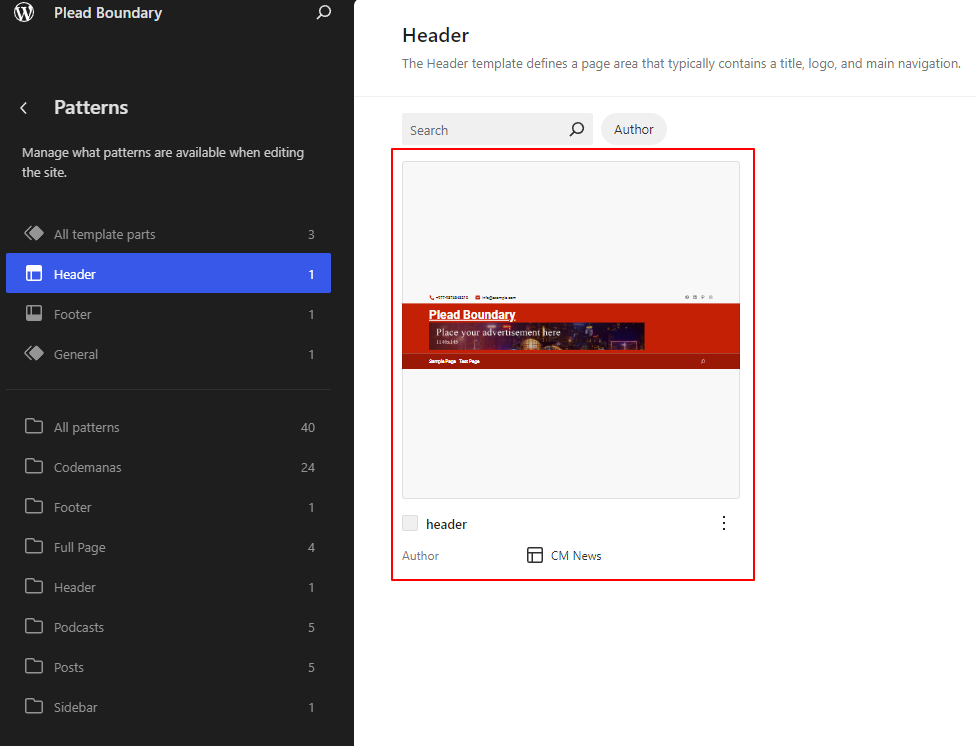 Plead Boundary
Patterns
Manage what patterns are available when editing
the site.
All template parts 3
Header 1
Footer 1
General 1
All patterns 40
Codemanas 24
Footer 1
Full Page 4
Header 1
Podcasts 5
Posts 5
Sidebar 1
Header
The Header template defines a page area that typically contains a title, logo, and main navigation.
Search
Author
info@example.com
Plead Boundary
Place your advertisement here
Sample Page Test Page
header
Author
CM News